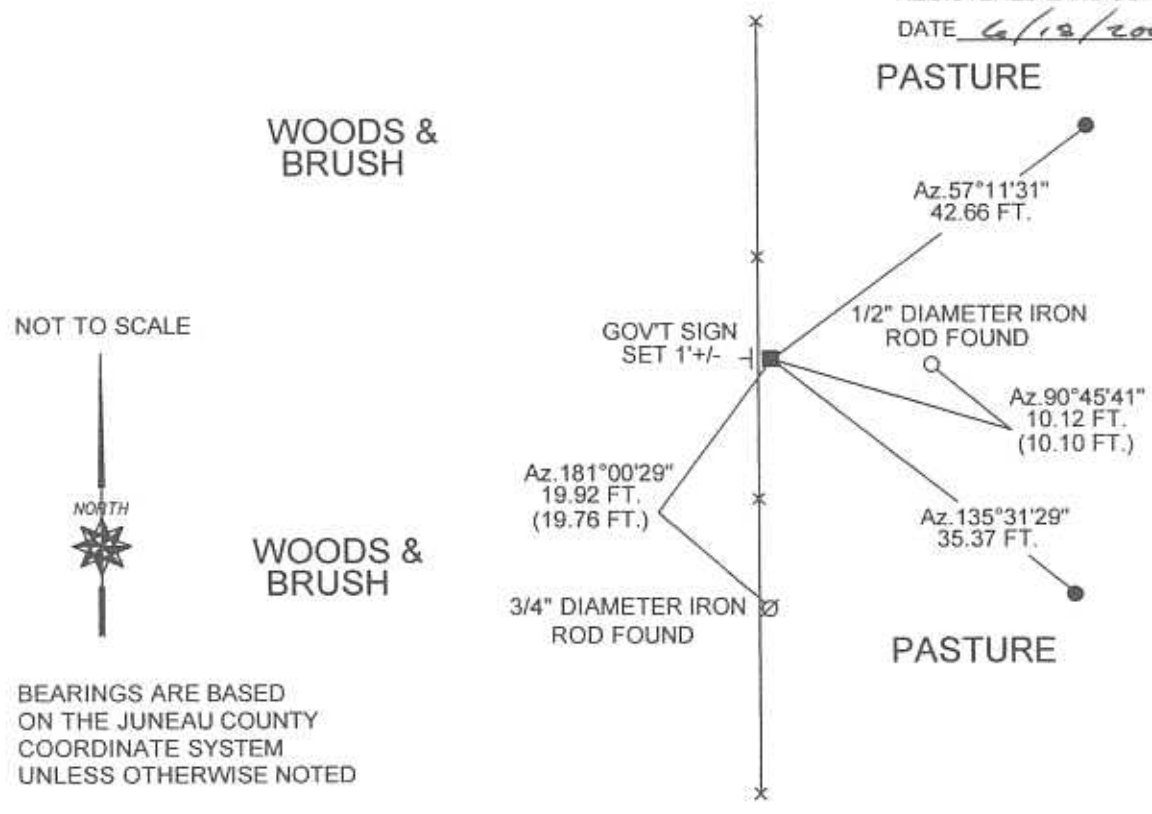 DATE 6/18/200
PASTURE
WOODS &
BRUSH
Az.57°11'31"
42.66 FT.
NOT TO SCALE
GOV'T SIGN
SET 1'+/-
1/2" DIAMETER IRON
ROD FOUND
Az.90°45'41"
10.12 FT.
(10.10 FT.)
Az.181°00'29"
19.92 FT.
(19.76 FT.)
NORTH
Az.135°31'29"
35.37 FT.
WOODS &
BRUSH
3/4" DIAMETER IRON
ROD FOUND
PASTURE
BEARINGS ARE BASED
ON THE JUNEAU COUNTY
COORDINATE SYSTEM
UNLESS OTHERWISE NOTED